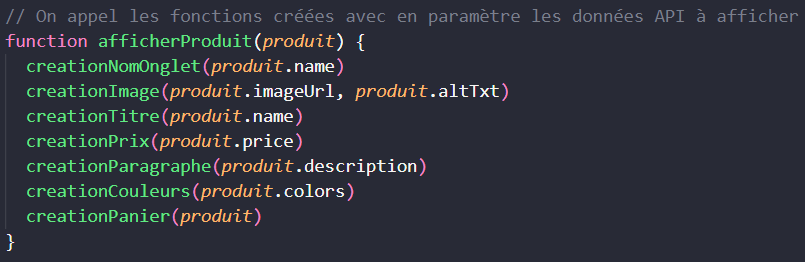 // On appel les fonctions créées avec en paramètre les données API à afficher
function afficherProduit(produit) {
  creationNomOnglet(produit.name)
  creationImage(produit.imageUrl, produit.altTxt)
  creationTitre(produit.name)
  creationPrix(produit.price)
  creationParagraphe(produit.description)
  creationCouleurs(produit.colors)
  creationPanier(produit)
}